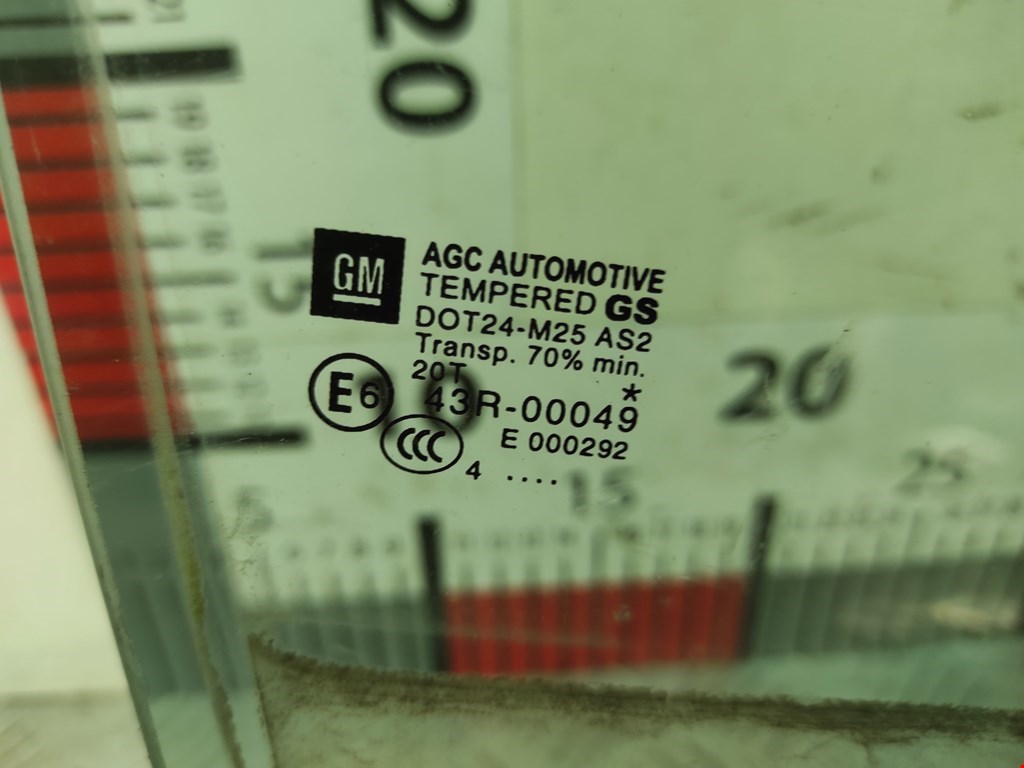 20
15
GM
AGC AUTOMOTIVE
TEMPERED GS
DOT24-M25 AS2
Transp. 70% min.
20T
*
E6 43R-00049
CCC E 000292
4 ....
20
15
25